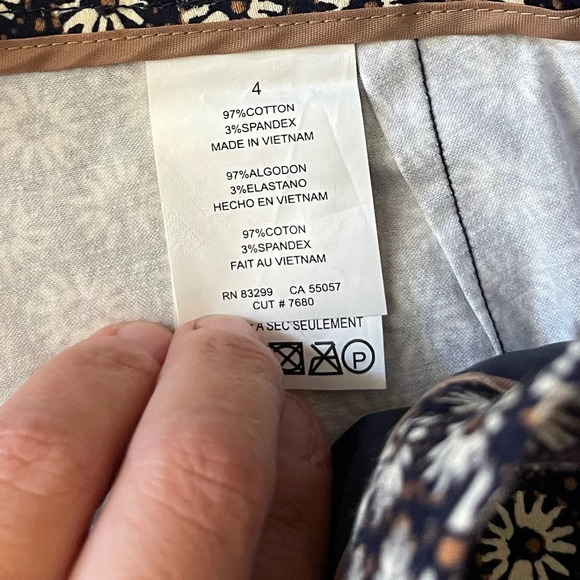 4
97%COTTON
3%SPANDEX
MADE IN VIETNAM
97%ALGODON
3%ELASTANO
HECHO EN VIETNAM
97%COTON
3%SPANDEX
FAIT AU VIETNAM
RN 83299 CA 55057
CUT # 7680
A SEC SEULEMENT
P